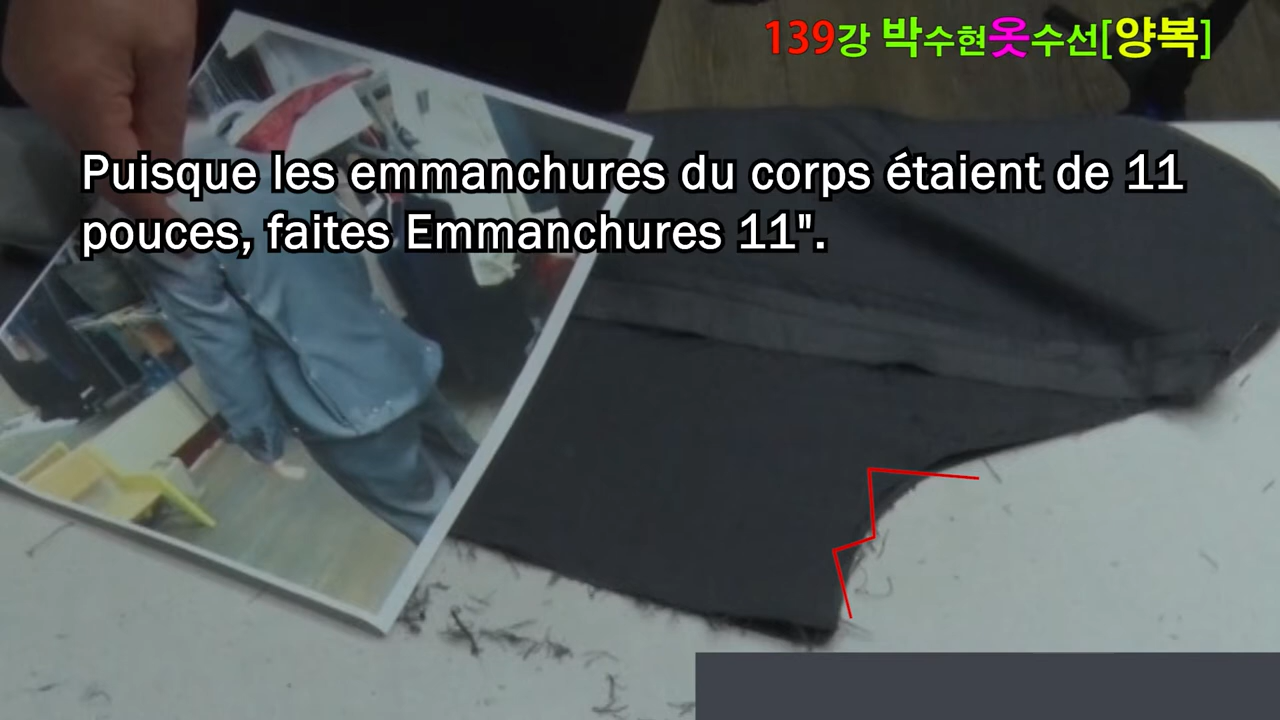 139강 박수현옷수선[양복]
Puisque les emmanchures du corps étaient de 11
pouces, faites Emmanchures 11".